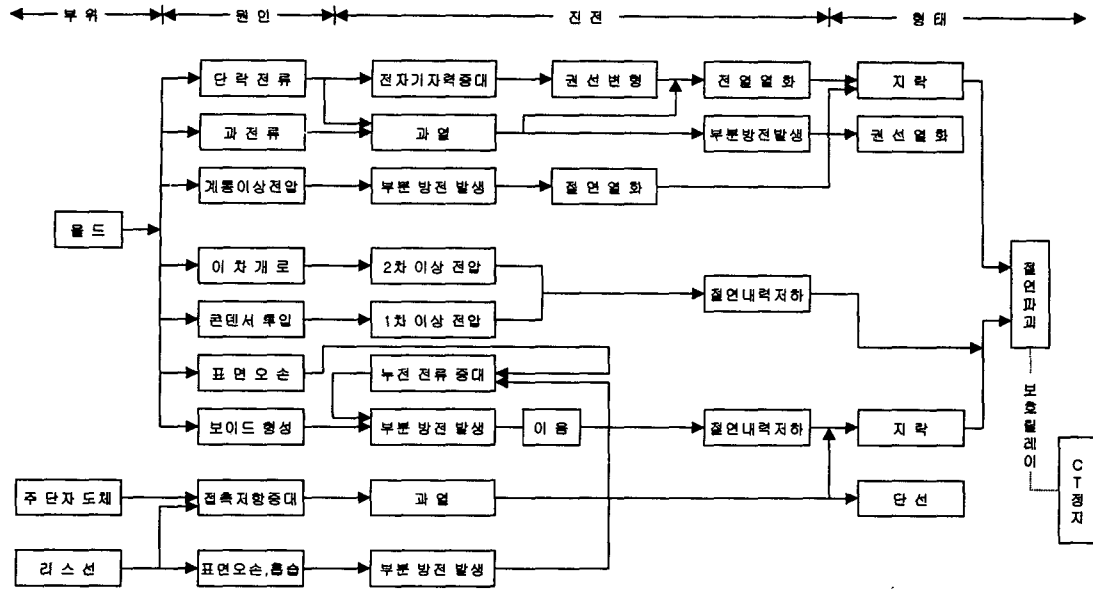 부 위
원 인
진 전
형 태
단 락 전 류
전자기자력증대
권 선 변 형
전 열 열 화
지 락
과 전 류
과 열
부분방전발생
권 선 열 화
계통이상전압
부분 방전 발생
절 연 열 화
몰 드
이 차 개 로
2차 이상 전압
절연내력저하
절연파괴
콘덴서 투입
1차 이상 전압
표 면 오 손
누전 전류 증대
보이드 형성
부분 방전 발생
이 음
절연내력저하
지 락
보호릴레이
CT정지
주 단자 도체
접촉저항증대
과 열
단 선
리 스 선
표면오손,흡습
부분 방전 발생